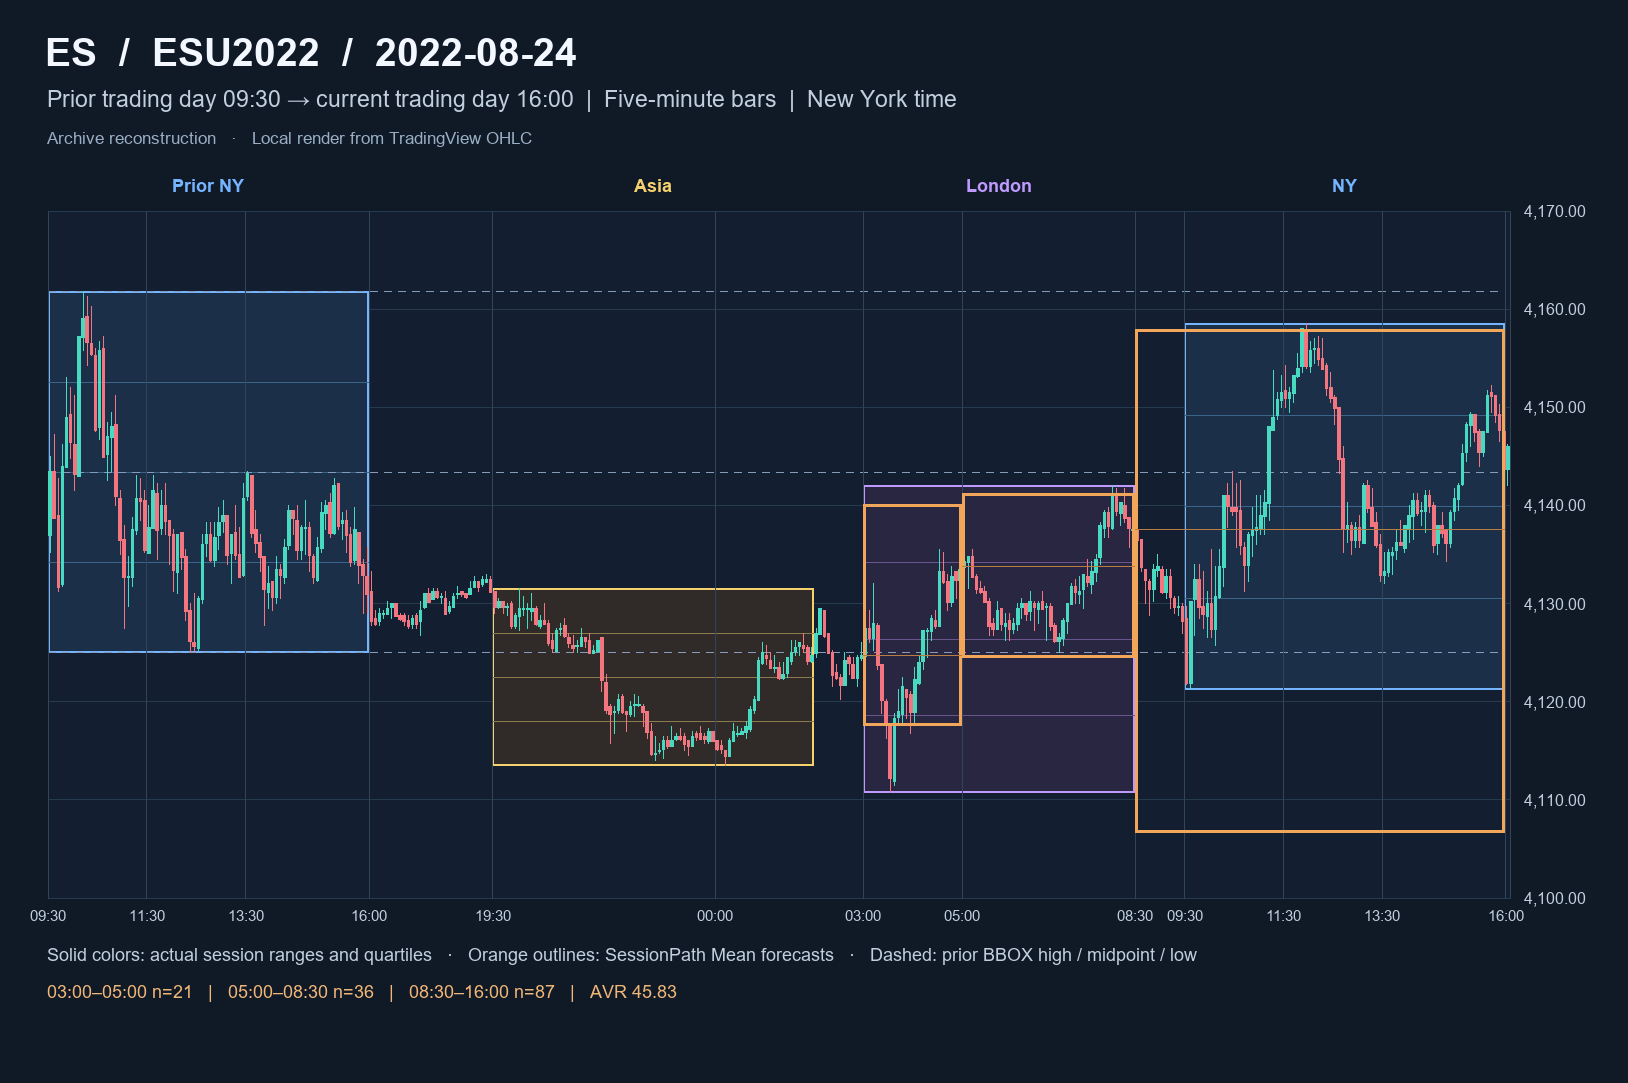 ES / ESU2022 / 2022-08-24
Prior trading day 09:30 → current trading day 16:00 | Five-minute bars | New York time
Archive reconstruction · Local render from TradingView OHLC
Prior NY Asia London NY
4,170.00
4,160.00
4,150.00
4,140.00
4,130.00
4,120.00
4,110.00
4,100.00
09:30 11:30 13:30 16:00 19:30 00:00 03:00 05:00 08:30 09:30 11:30 13:30 16:00
Solid colors: actual session ranges and quartiles · Orange outlines: SessionPath Mean forecasts · Dashed: prior BBOX high / midpoint / low
03:00–05:00 n=21 | 05:00–08:30 n=36 | 08:30–16:00 n=87 | AVR 45.83